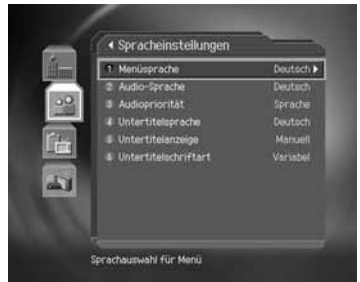 Spracheinstellungen
1 Menüsprache Deutsch
2 Audio-Sprache Deutsch
3 Audiopriorität Sprache
4 Untertitelsprache Deutsch
5 Untertitelanzeige Manuell
6 Untertitelschriftart Variabel
Sprachauswahl für Menü